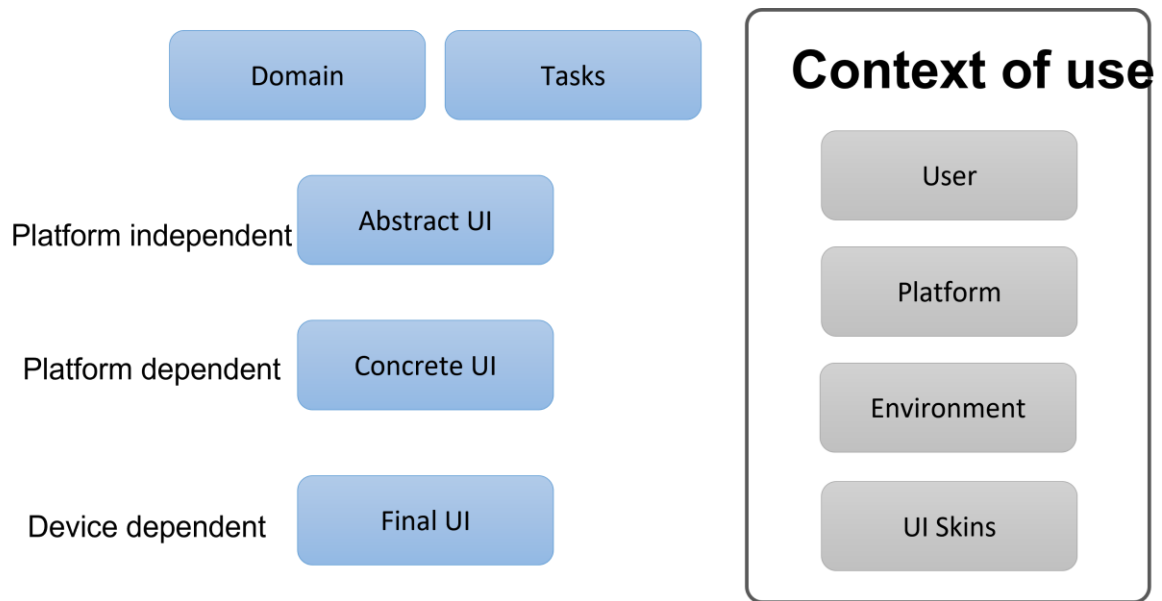 Domain
Tasks
Platform independent
Abstract UI
Platform dependent
Concrete UI
Device dependent
Final UI
Context of use
User
Platform
Environment
UI Skins